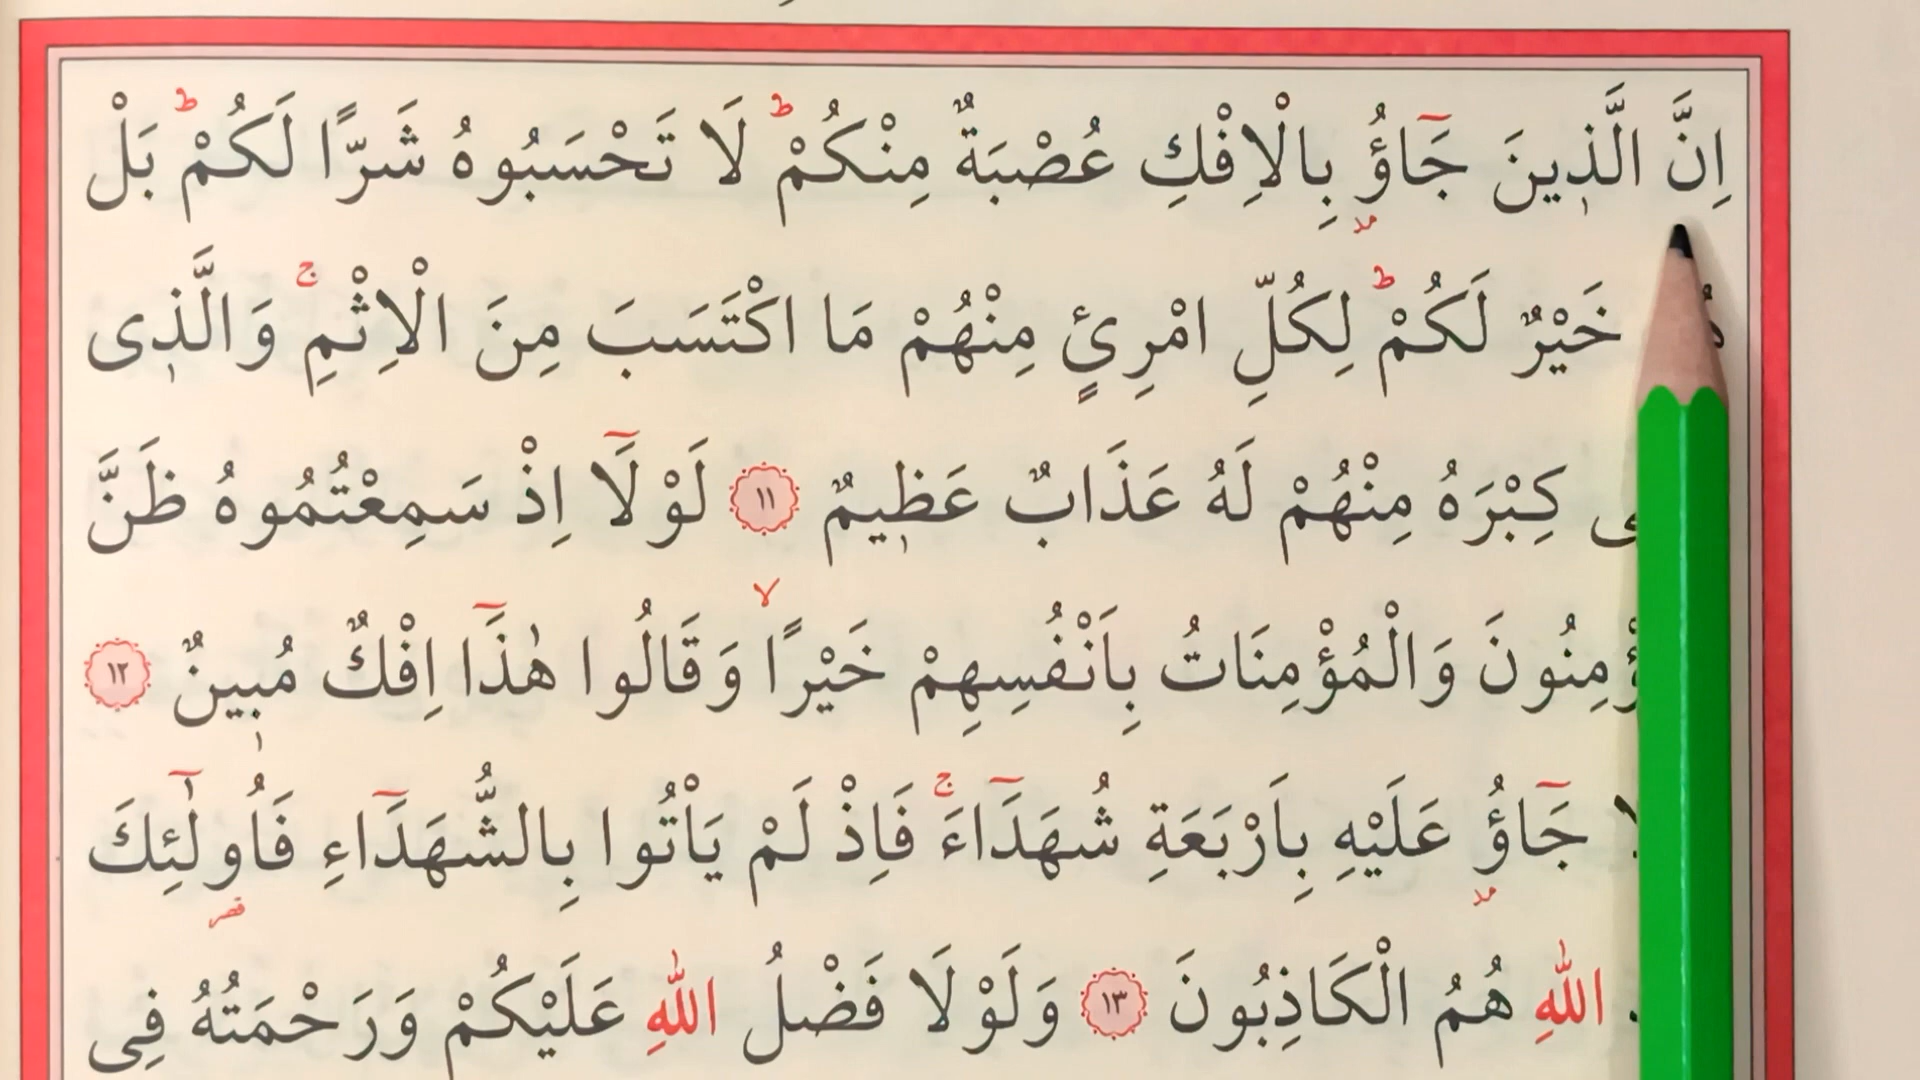 اِنَّ الَّذٖينَ جَٓاؤُ بِالْاِفْكِ عُصْبَةٌ مِنْكُمْۜ لَا تَحْسَبُوهُ شَرًّا لَكُمْۜ بَلْ
خَيْرٌ لَكُمْۜ لِكُلِّ امْرِئٍ مِنْهُمْ مَا اكْتَسَبَ مِنَ الْاِثْمِۚ وَالَّذٖى
كِبْرَهُ مِنْهُمْ لَهُ عَذَابٌ عَظٖيمٌ ﴿١١﴾ لَوْلَٓا اِذْ سَمِعْتُمُوهُ ظَنَّ
وَالْمُؤْمِنَاتُ بِاَنْفُسِهِمْ خَيْرًاۙ وَقَالُوا هٰذَٓا اِفْكٌ مُبٖينٌ ﴿١٢﴾
جَٓاؤُ عَلَيْهِ بِاَرْبَعَةِ شُهَدَٓاءَۚ فَاِذْ لَمْ يَاْتُوا بِالشُّهَدَٓاءِ فَاُو۬لٰٓئِكَ
اللّٰهِ هُمُ الْكَاذِبُونَ ﴿١٣﴾ وَلَوْلَا فَضْلُ اللّٰهِ عَلَيْكُمْ وَرَحْمَتُهُ فِى